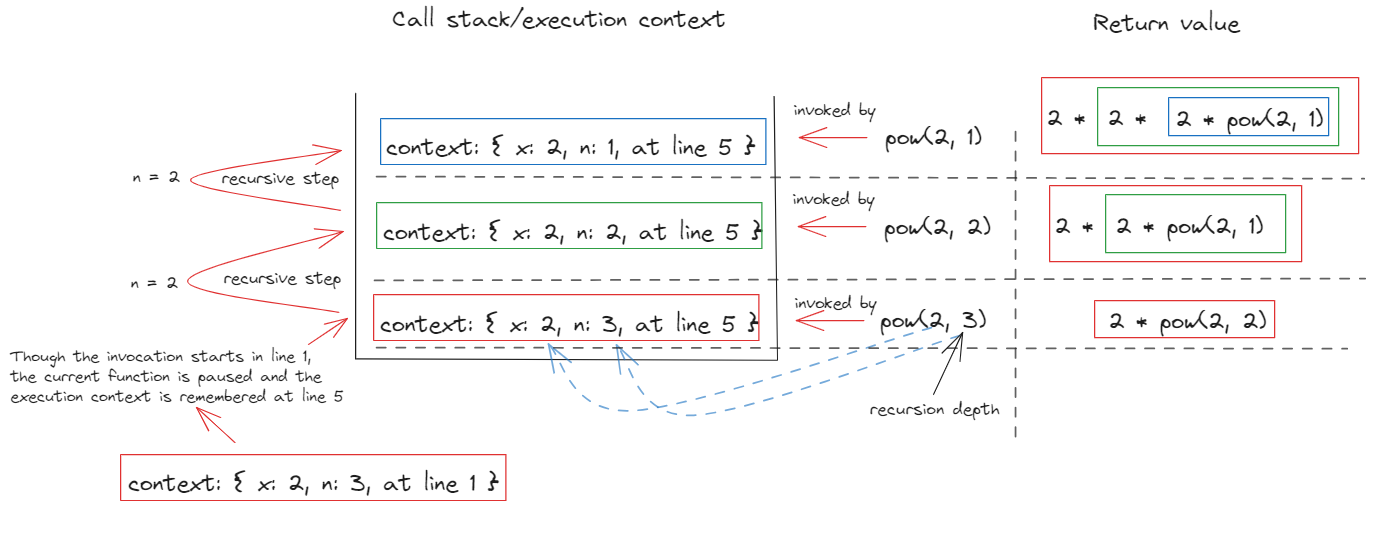 Call stack/execution context
Return value
invoked by
context: { x: 2, n: 1, at line 5 }
pow(2, 1)
2 * 2 * 2 * pow(2, 1)
n = 2
recursive step
invoked by
context: { x: 2, n: 2, at line 5 }
pow(2, 2)
2 * 2 * pow(2, 1)
n = 2
recursive step
invoked by
context: { x: 2, n: 3, at line 5 }
pow(2, 3)
2 * pow(2, 2)
Though the invocation starts in line 1,
the current function is paused and the
execution context is remembered at line 5
recursion depth
context: { x: 2, n: 3, at line 1 }